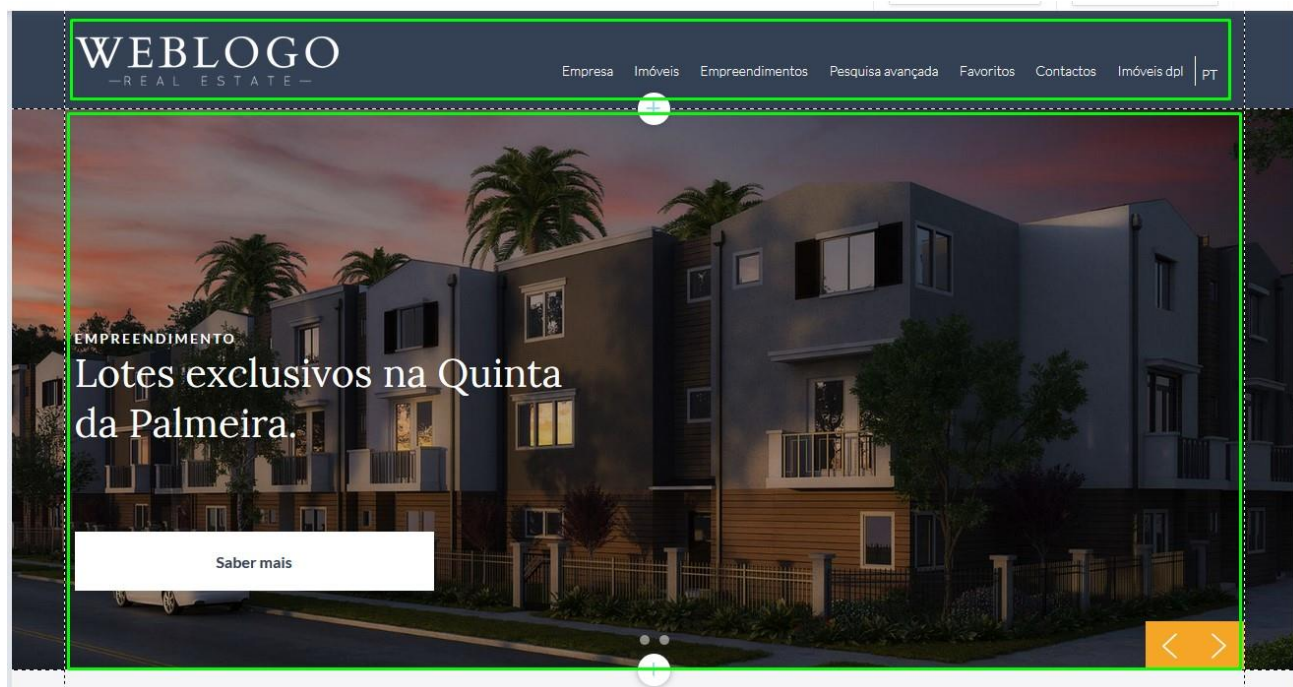 WEBLOGO
REAL ESTATE
Empresa Imóveis Empreendimentos Pesquisa avançada Favoritos Contactos Imóveis dpl PT
EMPREENDIMENTO
Lotes exclusivos na Quinta
da Palmeira.
Saber mais